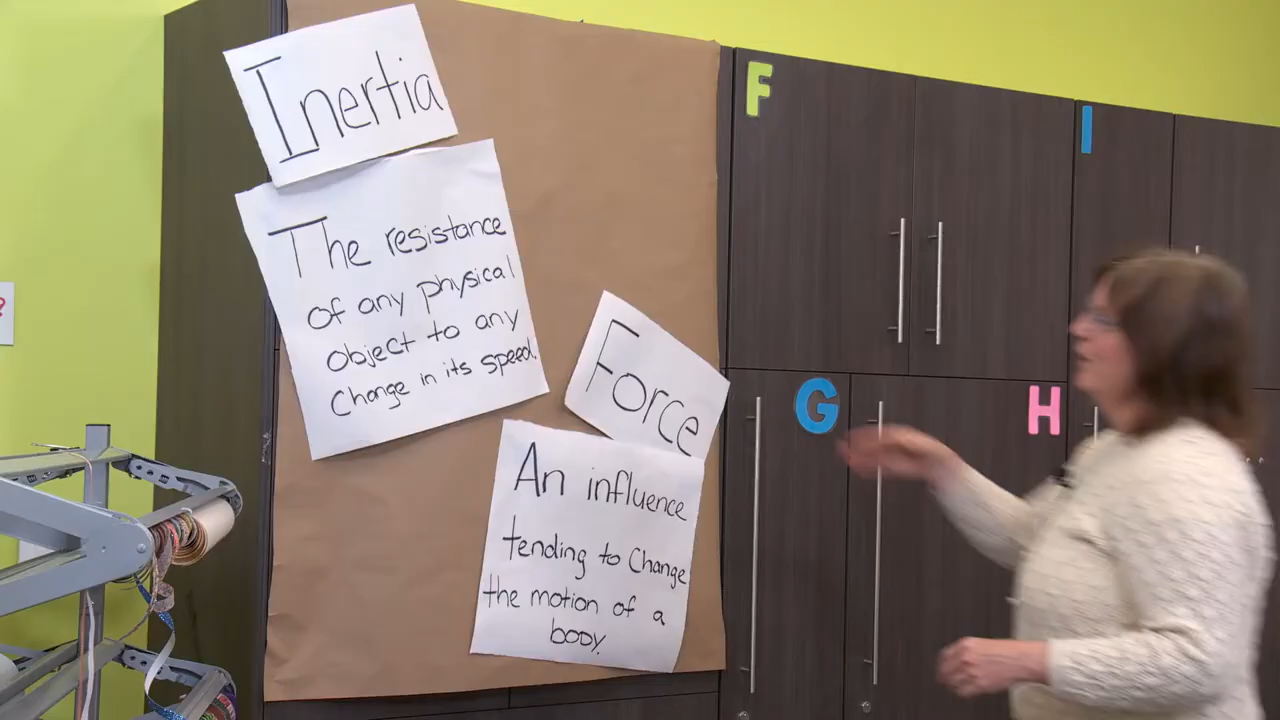 Inertia
The resistance
of any physical
object to any
Change in its speed.
Force
An influence
tending to Change
the motion of a
body.
F
I
G
H
?